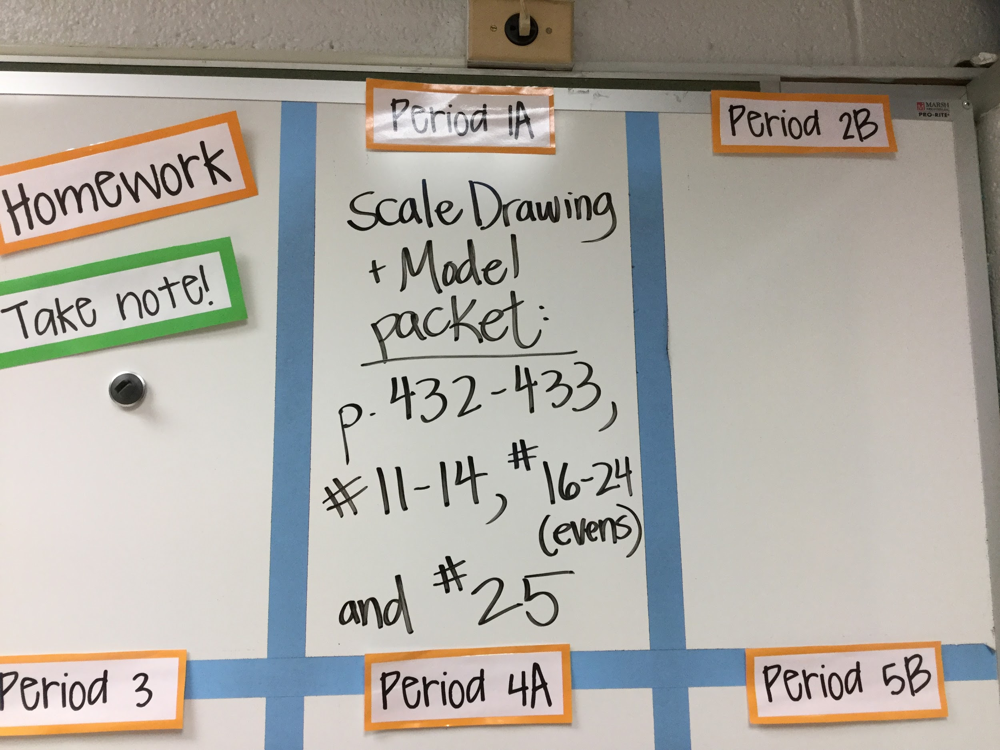 Period 1A
Period 2B
MARSH
PRO-RITE
Homework
Take note!
Scale Drawing
+ Model
packet:
p. 432-433,
#11-14, #16-24
(evens)
and #25
Period 3
Period 4A
Period 5B